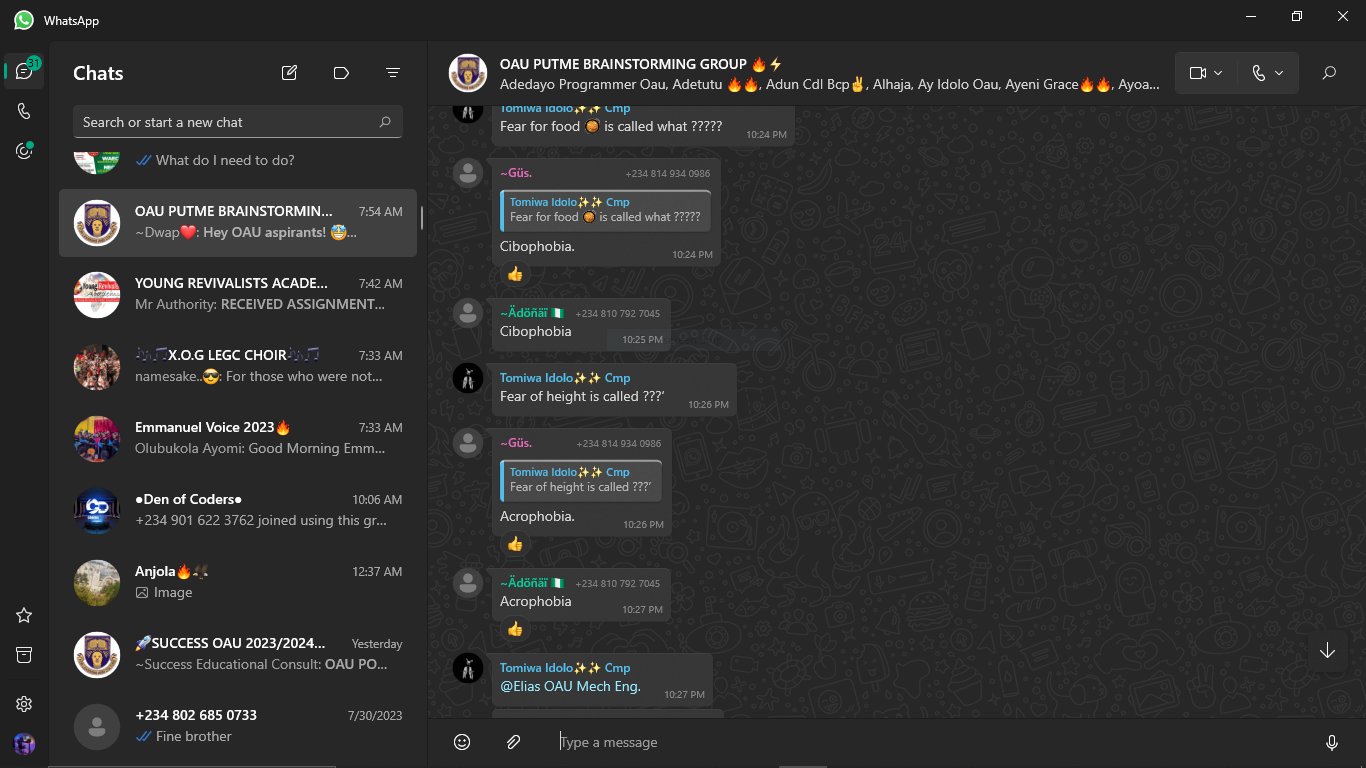 WhatsApp
31
Chats
Search or start a new chat
What do I need to do?
OAU PUTME BRAINSTORMIN...
7:54 AM
~Dwap❤️: Hey OAU aspirants! 🤩...
YOUNG REVIVALISTS ACADE...
7:42 AM
Mr Authority: RECEIVED ASSIGNMENT...
🎶🎵X.O.G LEGC CHOIR🎶🎵
7:33 AM
namesake..😎: For those who were not...
Emmanuel Voice 2023🔥
7:33 AM
Olubukola Ayomi: Good Morning Emm...
●Den of Coders●
10:06 AM
+234 901 622 3762 joined using this gr...
Anjola🔥
12:37 AM
Image
🚀SUCCESS OAU 2023/2024...
Yesterday
~Success Educational Consult: OAU PO...
+234 802 685 0733
7/30/2023
Fine brother
OAU PUTME BRAINSTORMING GROUP 🔥⚡
Adedayo Programmer Oau, Adetutu 🔥🔥, Adun Cdl Bcp✌️, Alhaja, Ay Idolo Oau, Ayeni Grace🔥🔥, Ayoa...
Tomiwa Idolo✨✨ Cmp
Fear for food 🥘 is called what ?????
10:24 PM
~Güs.
+234 814 934 0986
Tomiwa Idolo✨✨ Cmp
Fear for food 🥘 is called what ?????
Cibophobia.
10:24 PM
👍
~Ädöñäï 🇳🇬
+234 810 792 7045
Cibophobia
10:25 PM
Tomiwa Idolo✨✨ Cmp
Fear of height is called ???'
10:26 PM
~Güs.
+234 814 934 0986
Tomiwa Idolo✨✨ Cmp
Fear of height is called ???'
Acrophobia.
10:26 PM
👍
~Ädöñäï 🇳🇬
+234 810 792 7045
Acrophobia
10:27 PM
👍
Tomiwa Idolo✨✨ Cmp
@Elias OAU Mech Eng.
10:27 PM
Type a message